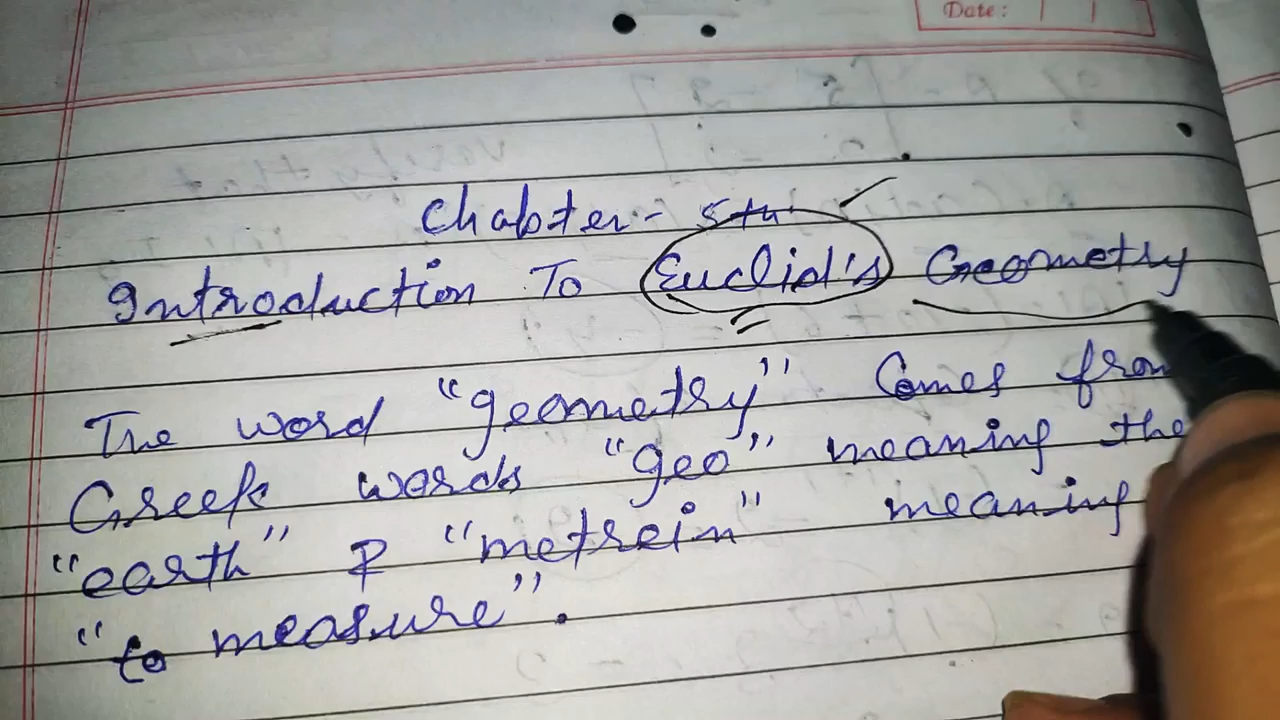 Date:
Chabter - 5th
Introduction To Euclid's Geometry
The word "geometry" Comes from
Greek words "geo" meaning the
"earth" & "metrein" meaning
"to measure".